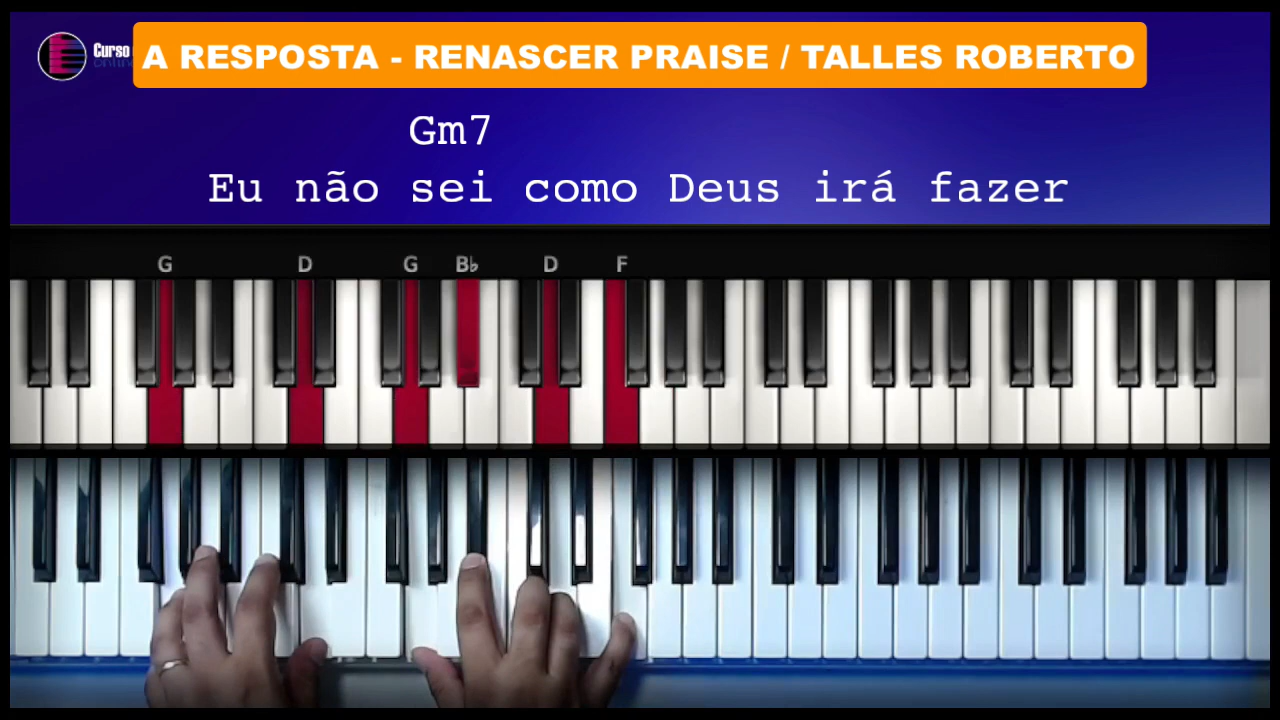 Curso
A RESPOSTA - RENASCER PRAISE / TALLES ROBERTO
Gm7
Eu não sei como Deus irá fazer
G D G B♭ D F